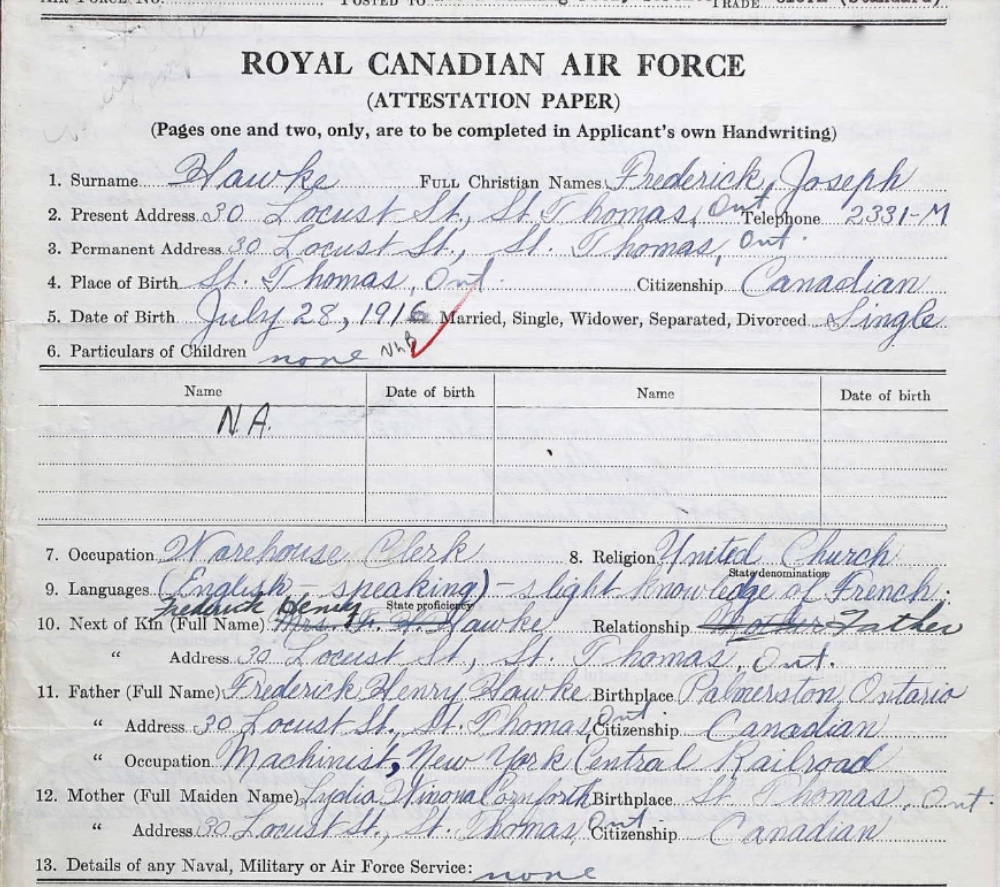 POSTED TO
TRADE
ROYAL CANADIAN AIR FORCE
(ATTESTATION PAPER)
(Pages one and two, only, are to be completed in Applicant's own Handwriting)
1. Surname Hawke FULL Christian Names Frederick, Joseph
2. Present Address 30 Locust St., St. Thomas, Ont. Telephone 2331-M
3. Permanent Address 30 Locust St., St. Thomas, Ont.
4. Place of Birth St. Thomas, Ont. Citizenship Canadian
5. Date of Birth July 28, 1916 Married, Single, Widower, Separated, Divorced Single
6. Particulars of Children none
Name Date of birth Name Date of birth
N.A.
7. Occupation Warehouse Clerk 8. Religion United Church
State denomination
9. Languages (English - speaking) - slight knowledge of French.
State proficiency
Frederick Henry
10. Next of Kin (Full Name) Mrs. F. H. Hawke Relationship Mother Father
" Address 30 Locust St., St. Thomas, Ont.
11. Father (Full Name) Frederick Henry Hawke Birthplace Palmerston, Ontario
" Address 30 Locust St., St. Thomas, Ont. Citizenship Canadian
" Occupation Machinist, New York Central Railroad
12. Mother (Full Maiden Name) Lydia Winona Cornforth Birthplace St. Thomas, Ont.
" Address 30 Locust St., St. Thomas, Ont. Citizenship Canadian
13. Details of any Naval, Military or Air Force Service: none